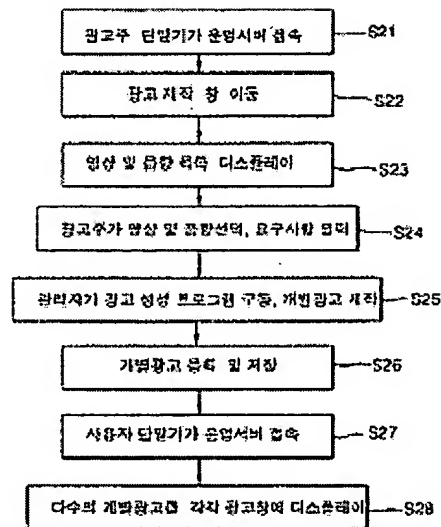 광고주 단말기가 운영서버 접속 S21
광고 제작 창 이동 S22
영상 및 음향 목록 디스플레이 S23
광고주가 영상 및 음향선택, 요구사항 입력 S24
관리자가 광고 생성 프로그램 구동, 개별광고 제작 S25
개별광고 등록 및 저장 S26
사용자 단말기가 운영서버 접속 S27
다수의 개별광고를 각각 광고창에 디스플레이 S28